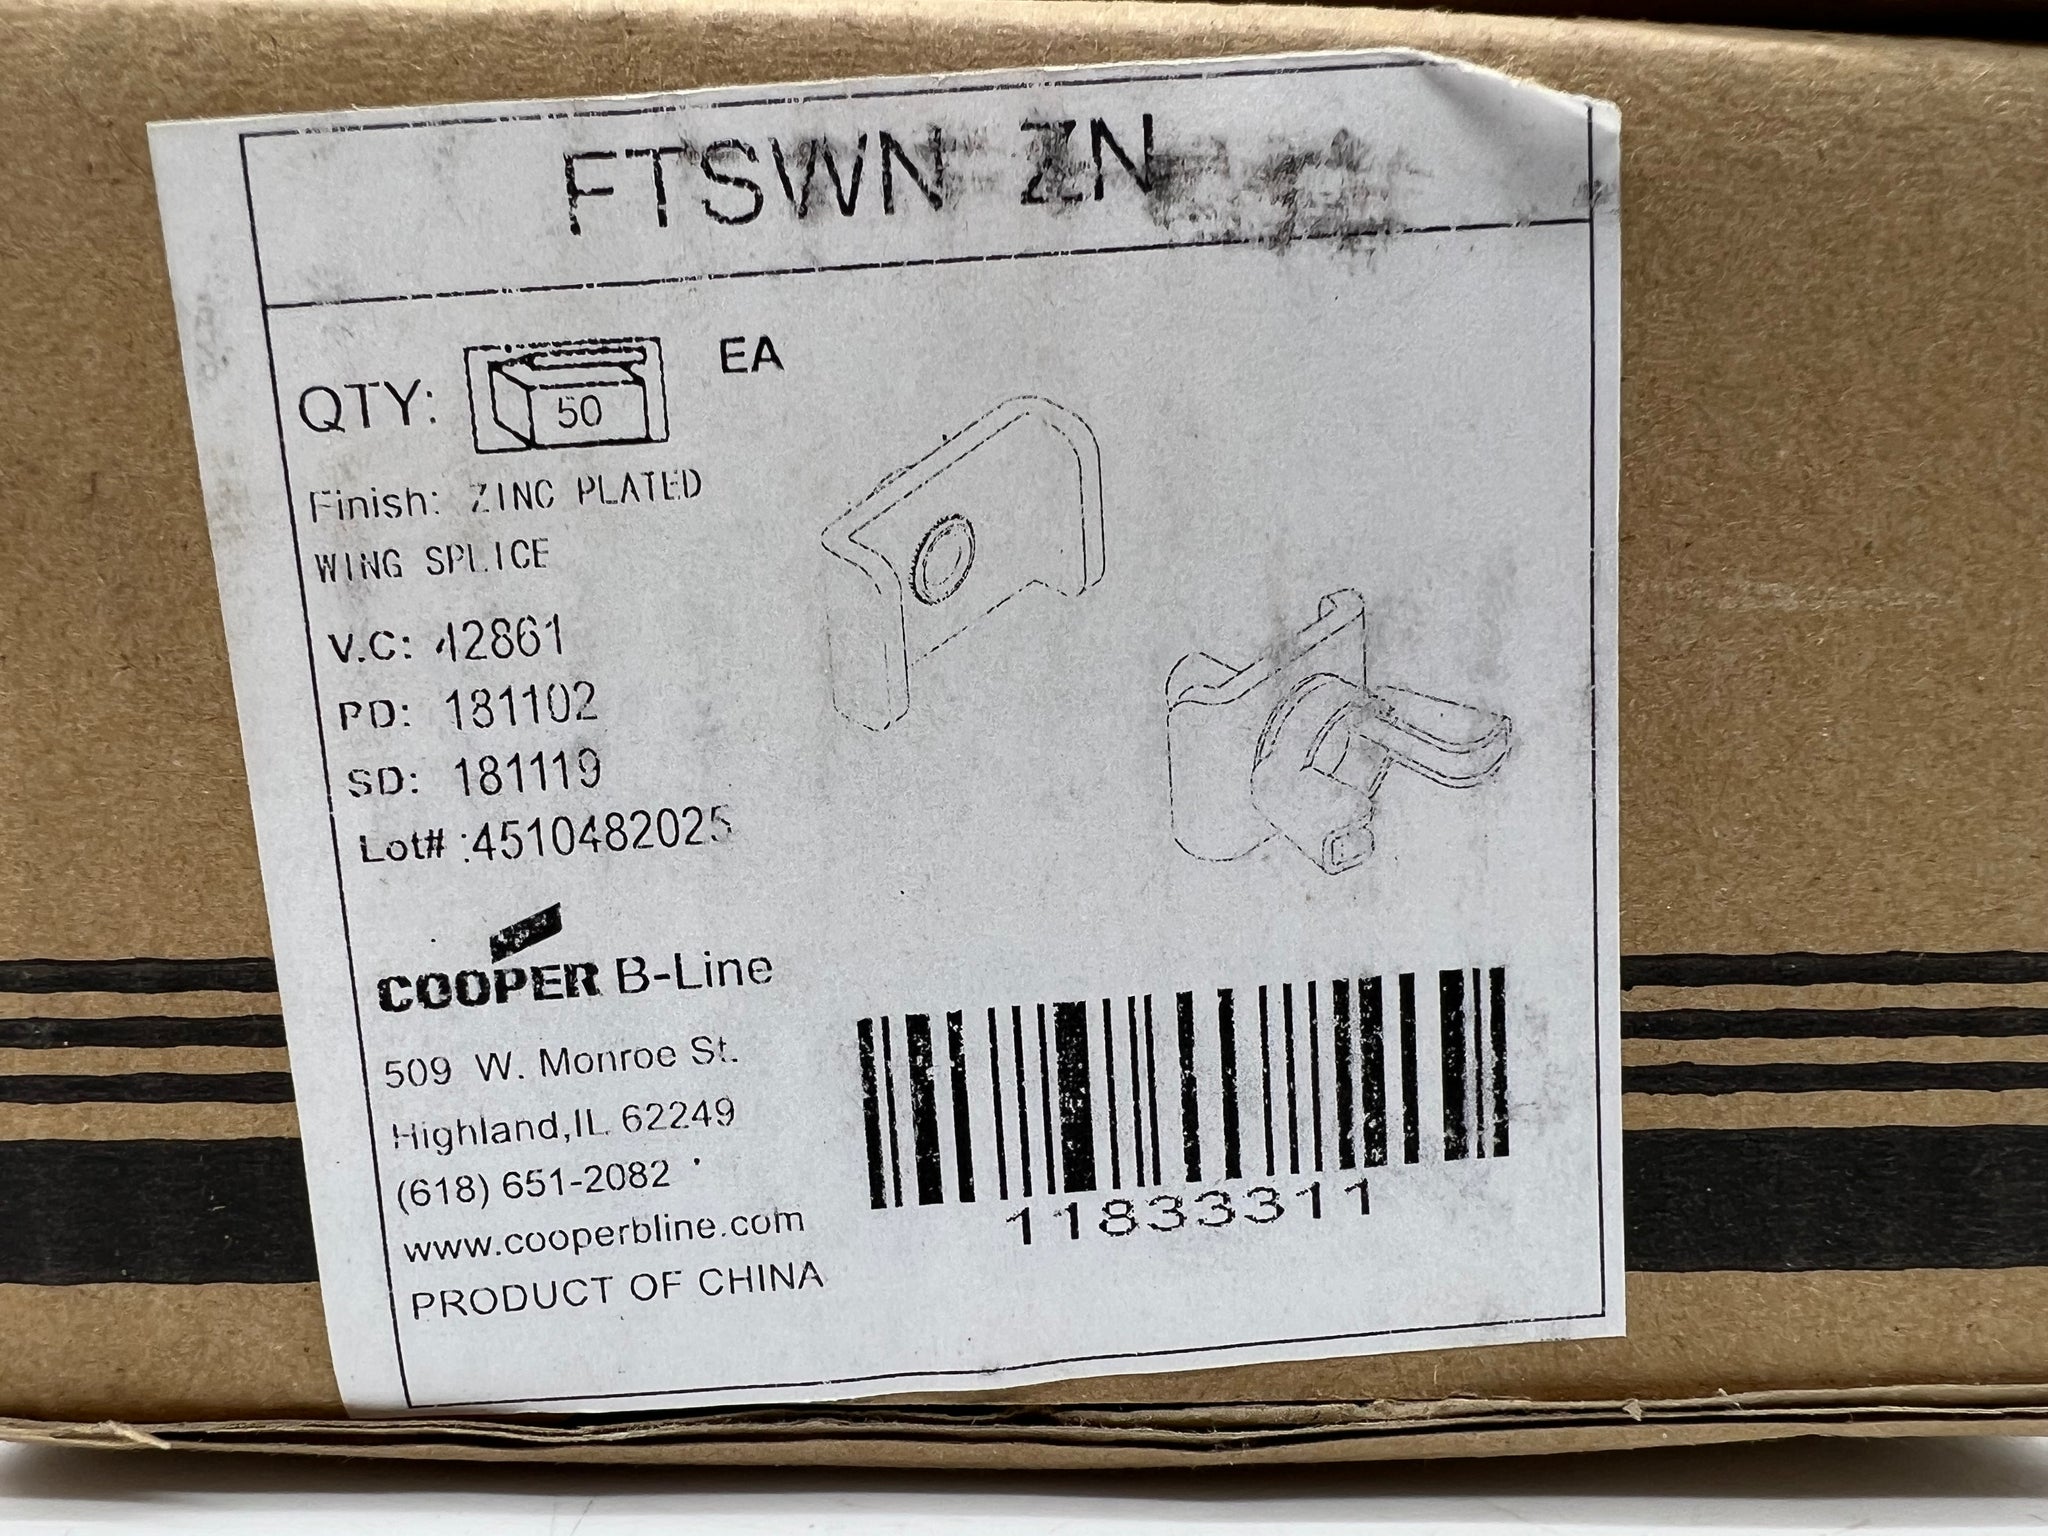 FTSWN ZN
QTY: 50 EA
Finish: ZINC PLATED
WING SPLICE
V.C: 42861
PD: 181102
SD: 181119
Lot# :4510482025
COOPER B-Line
509 W. Monroe St.
Highland,IL 62249
(618) 651-2082
www.cooperbline.com
PRODUCT OF CHINA
11833311